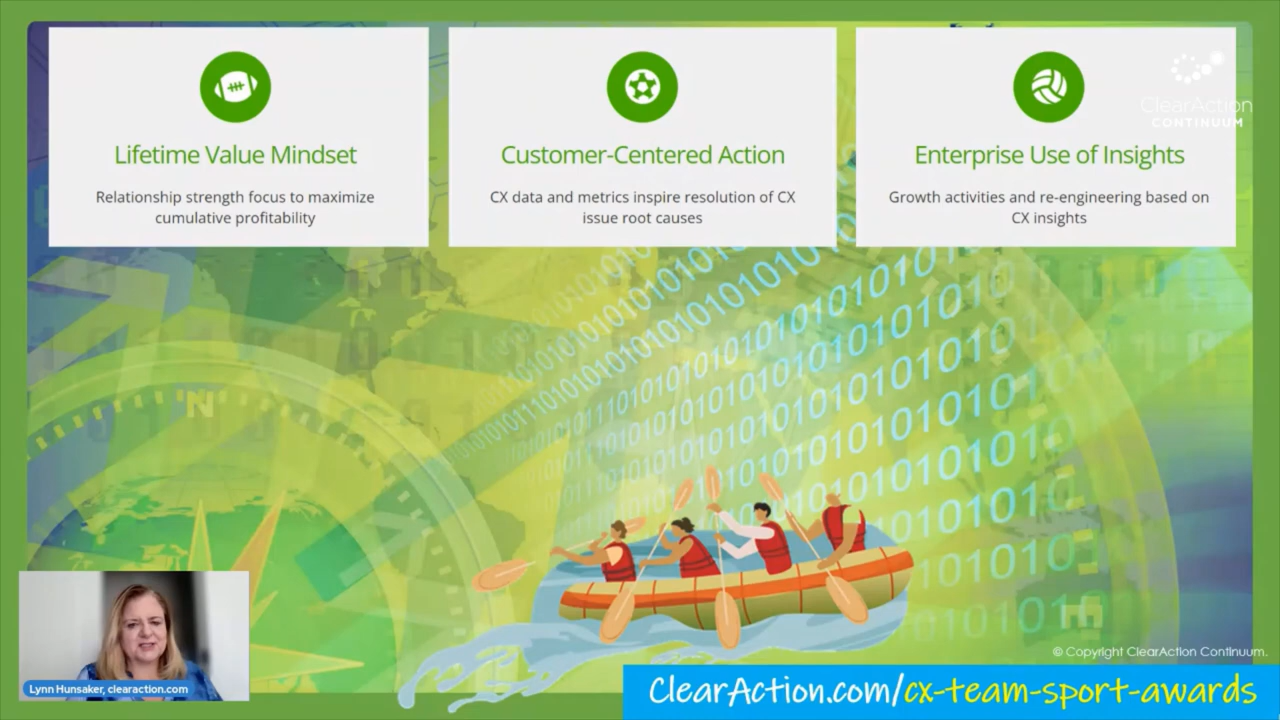 Lifetime Value Mindset
Relationship strength focus to maximize
cumulative profitability
Customer-Centered Action
CX data and metrics inspire resolution of CX
issue root causes
Enterprise Use of Insights
Growth activities and re-engineering based on
CX insights
ClearAction
CONTINUUM
N
E
Lynn Hunsaker, clearaction.com
© Copyright ClearAction Continuum.
ClearAction.com/cx-team-sport-awards